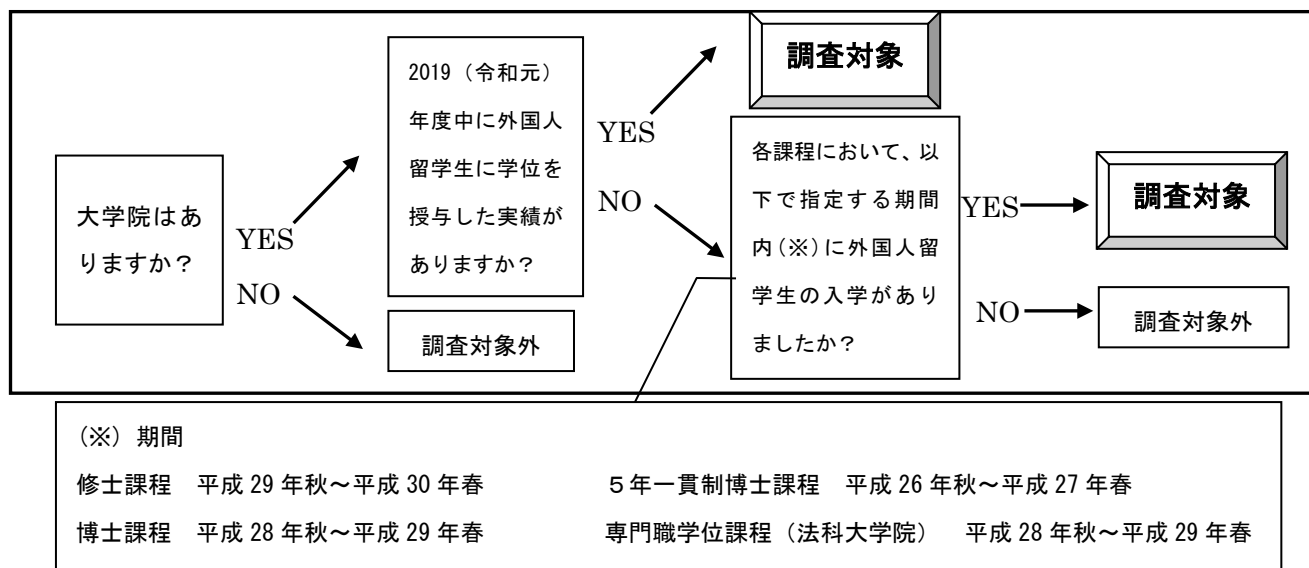 大学院はあ
りますか？
YES
NO
2019（令和元）
年度中に外国人
留学生に学位を
授与した実績が
ありますか？
調査対象外
YES
NO
調査対象
各課程において、以
下で指定する期間
内(※)に外国人留
学生の入学があり
ましたか？
YES
NO
調査対象
調査対象外
（※）期間
修士課程　平成 29 年秋～平成 30 年春　５年一貫制博士課程　平成 26 年秋～平成 27 年春
博士課程　平成 28 年秋～平成 29 年春　専門職学位課程（法科大学院）　平成 28 年秋～平成 29 年春